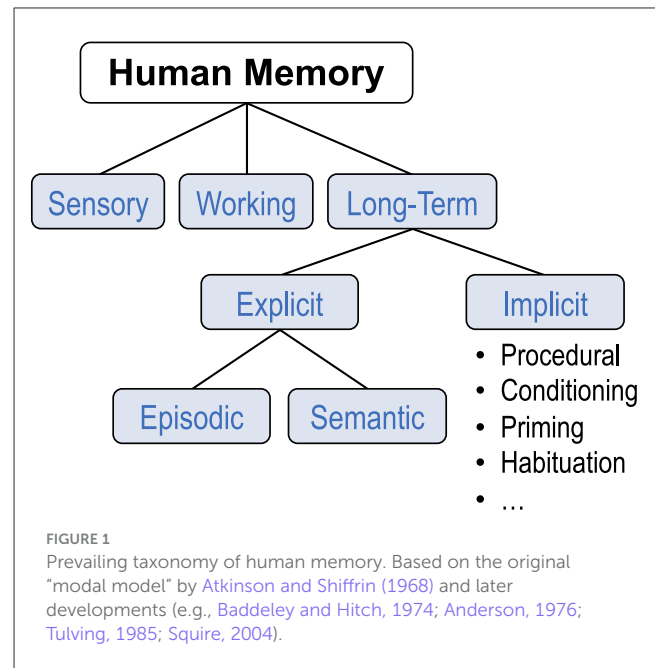 Human Memory
Sensory
Working
Long-Term
Explicit
Implicit
• Procedural
• Conditioning
• Priming
• Habituation
• …
Episodic
Semantic
FIGURE 1
Prevailing taxonomy of human memory. Based on the original
“modal model” by Atkinson and Shiffrin (1968) and later
developments (e.g., Baddeley and Hitch, 1974; Anderson, 1976;
Tulving, 1985; Squire, 2004).